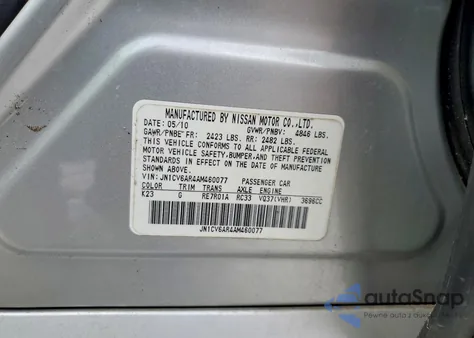 MANUFACTURED BY NISSAN MOTOR CO.,LTD.
DATE: 05/10 GVWR/PNBV: 4846 LBS.
GAWR/PNBE FR: 2423 LBS. RR: 2482 LBS.
THIS VEHICLE CONFORMS TO ALL APPLICABLE FEDERAL
MOTOR VEHICLE SAFETY, BUMPER, AND THEFT PREVENTION
STANDARDS IN EFFECT ON THE DATE OF MANUFACTURE
SHOWN ABOVE.
VIN: JN1CV6AR4AM460077 PASSENGER CAR
COLOR TRIM TRANS AXLE ENGINE
K23 G RE7R01A RC33 VQ37(VHR) 3696CC
JN1CV6AR4AM460077
autoSnap
Pewne auto z